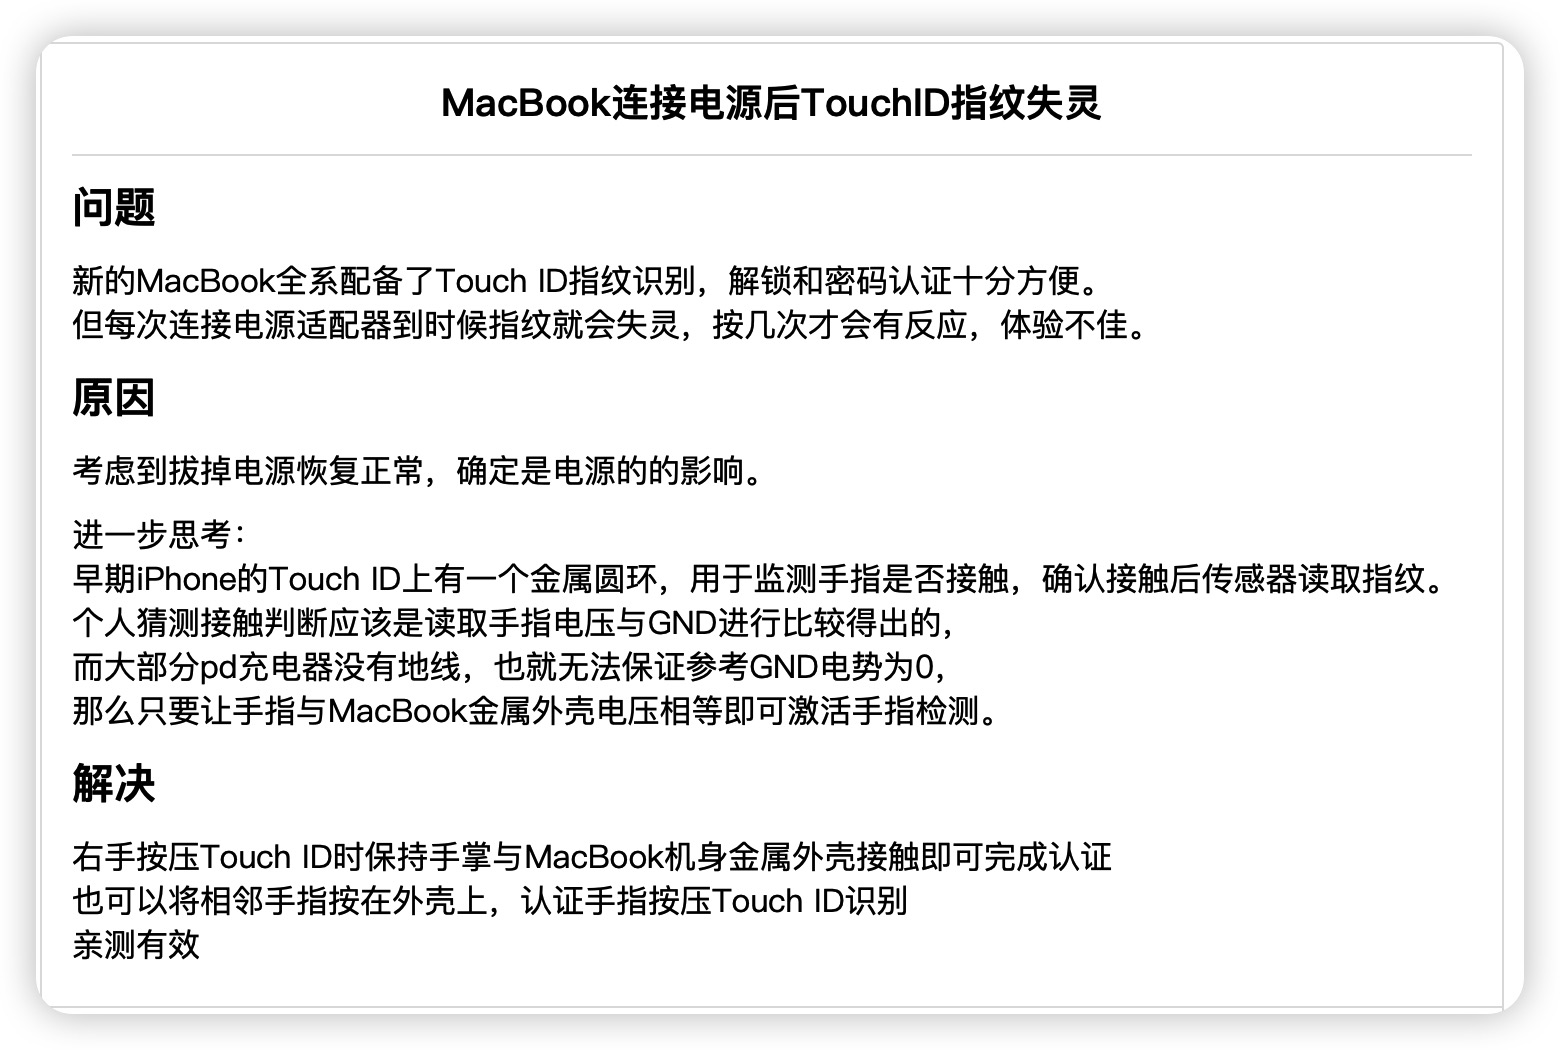 MacBook连接电源后TouchID指纹失灵
问题
新的MacBook全系配备了Touch ID指纹识别，解锁和密码认证十分方便。
但每次连接电源适配器到时候指纹就会失灵，按几次才会有反应，体验不佳。
原因
考虑到拔掉电源恢复正常，确定是电源的的影响。
进一步思考：
早期iPhone的Touch ID上有一个金属圆环，用于监测手指是否接触，确认接触后传感器读取指纹。
个人猜测接触判断应该是读取手指电压与GND进行比较得出的，
而大部分pd充电器没有地线，也就无法保证参考GND电势为0，
那么只要让手指与MacBook金属外壳电压相等即可激活手指检测。
解决
右手按压Touch ID时保持手掌与MacBook机身金属外壳接触即可完成认证
也可以将相邻手指按在外壳上，认证手指按压Touch ID识别
亲测有效